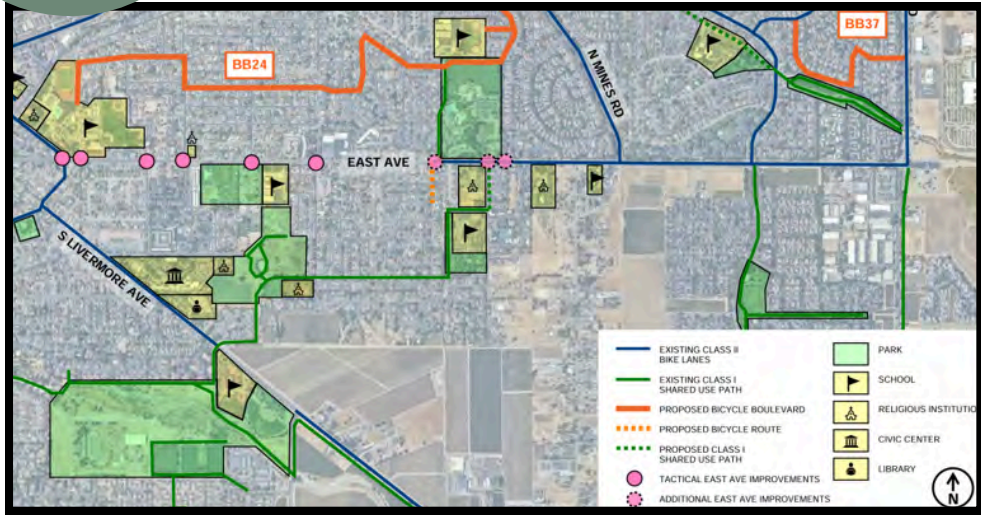 BB24
BB37
N MINES RD
EAST AVE
S LIVERMORE AVE
EXISTING CLASS II
BIKE LANES
EXISTING CLASS I
SHARED USE PATH
PROPOSED BICYCLE BOULEVARD
PROPOSED BICYCLE ROUTE
PROPOSED CLASS I
SHARED USE PATH
TACTICAL EAST AVE IMPROVEMENTS
ADDITIONAL EAST AVE IMPROVEMENTS
PARK
SCHOOL
RELIGIOUS INSTITUTIO
CIVIC CENTER
LIBRARY
N